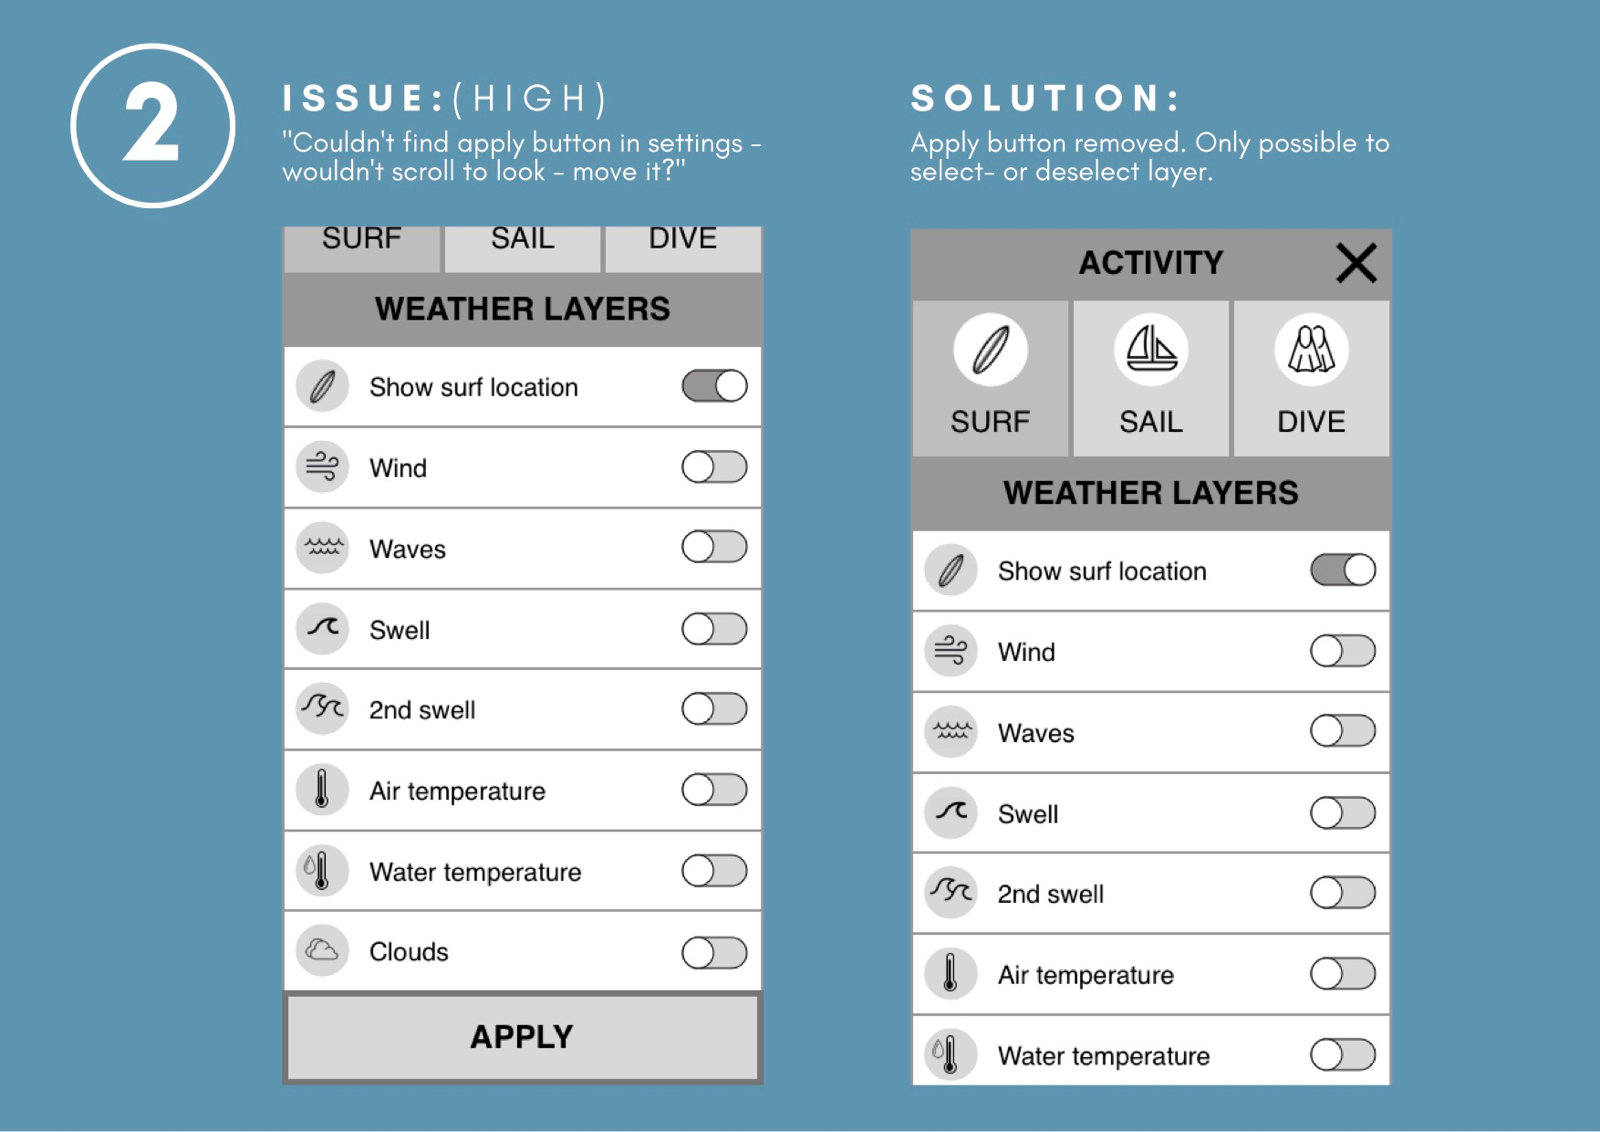 2
ISSUE:(HIGH)
"Couldn't find apply button in settings -
wouldn't scroll to look - move it?"
SURF SAIL DIVE
WEATHER LAYERS
Show surf location
Wind
Waves
Swell
2nd swell
Air temperature
Water temperature
Clouds
APPLY
SOLUTION:
Apply button removed. Only possible to
select- or deselect layer.
ACTIVITY
SURF SAIL DIVE
WEATHER LAYERS
Show surf location
Wind
Waves
Swell
2nd swell
Air temperature
Water temperature